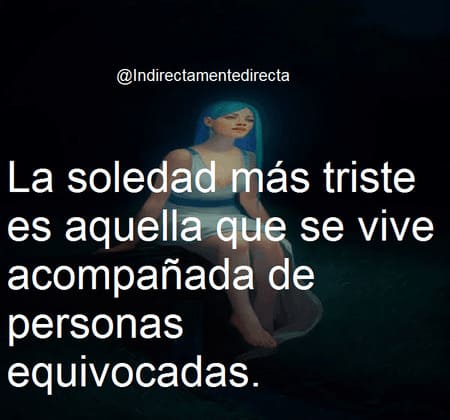 @Indirectamentedirecta
La soledad más triste
es aquella que se vive
acompañada de
personas
equivocadas.